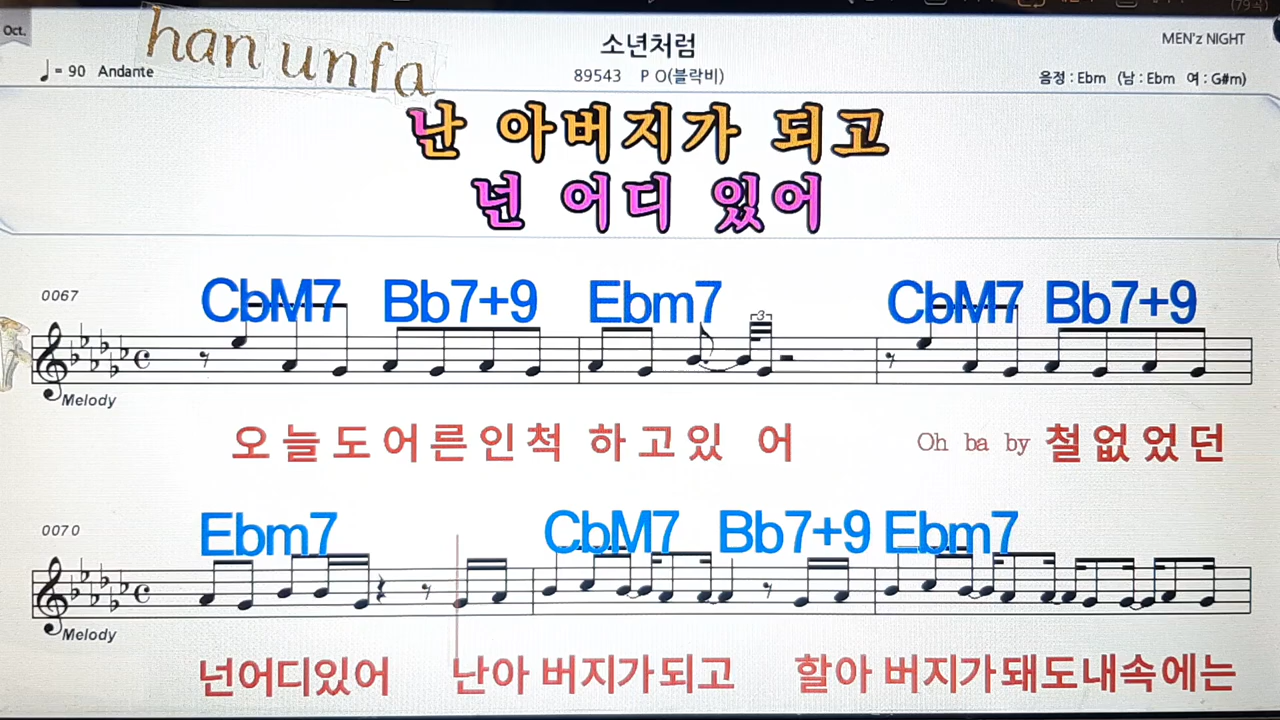 Oct.
han unfa
소년처럼
MEN'z NIGHT
♩= 90 Andante
89543 P O(블락비)
음정 : Ebm (남 : Ebm 여 : G#m)
난 아버지가 되고
넌 어디 있어
0067
CbM7 Bb7+9 Ebm7 CbM7 Bb7+9
3
Melody
오늘도어른인척 하고있 어 Oh ba by 철없었던
0070
Ebm7 CbM7 Bb7+9 Ebm7
Melody
넌어디있어 난아 버지가되고 할아 버지가돼도내속에는